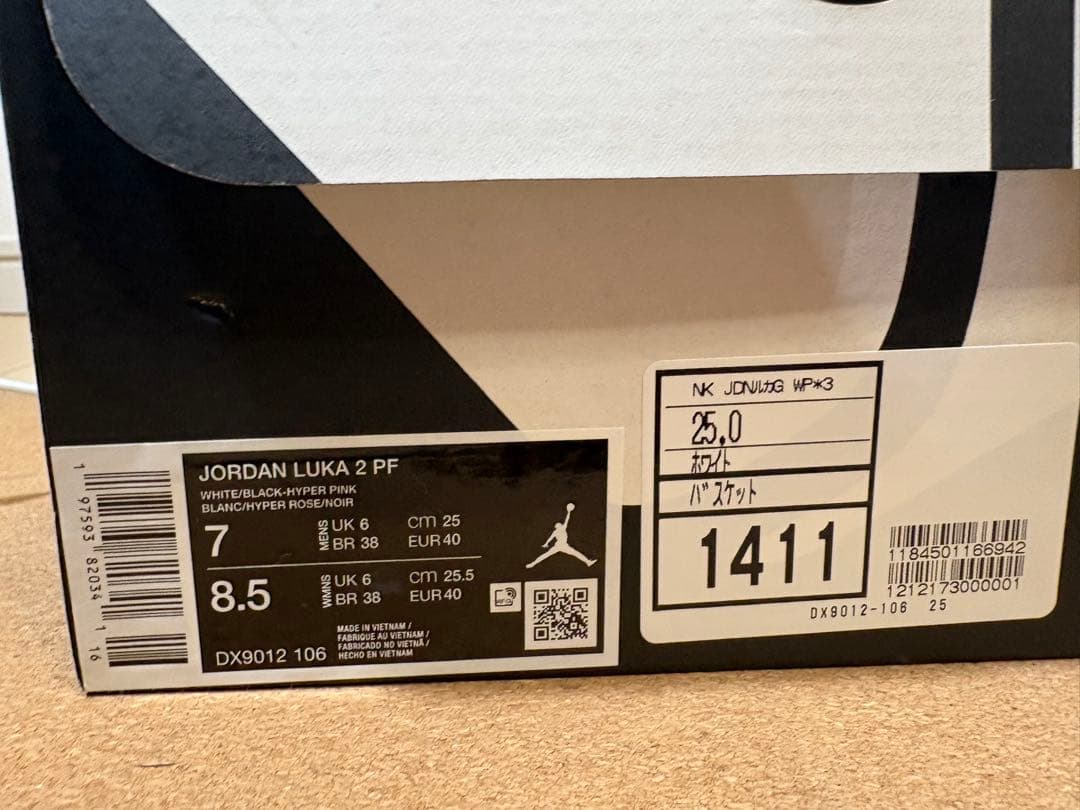 JORDAN LUKA 2 PF
WHITE/BLACK-HYPER PINK
BLANC/HYPER ROSE/NOIR
7 MENS UK 6 cm 25
BR 38 EUR 40
8.5 WMNS UK 6 cm 25.5
BR 38 EUR 40
MADE IN VIETNAM /
FABRIQUE AU VIETNAM /
FABRICADO NO VIETNÃ /
HECHO EN VIETNAM
DX9012 106
1 97593 82034 16
NK JDNルカG WP*3
25.0
ホワイト
バスケット
1411
1184501166942
1212173000001
DX9012-106 25